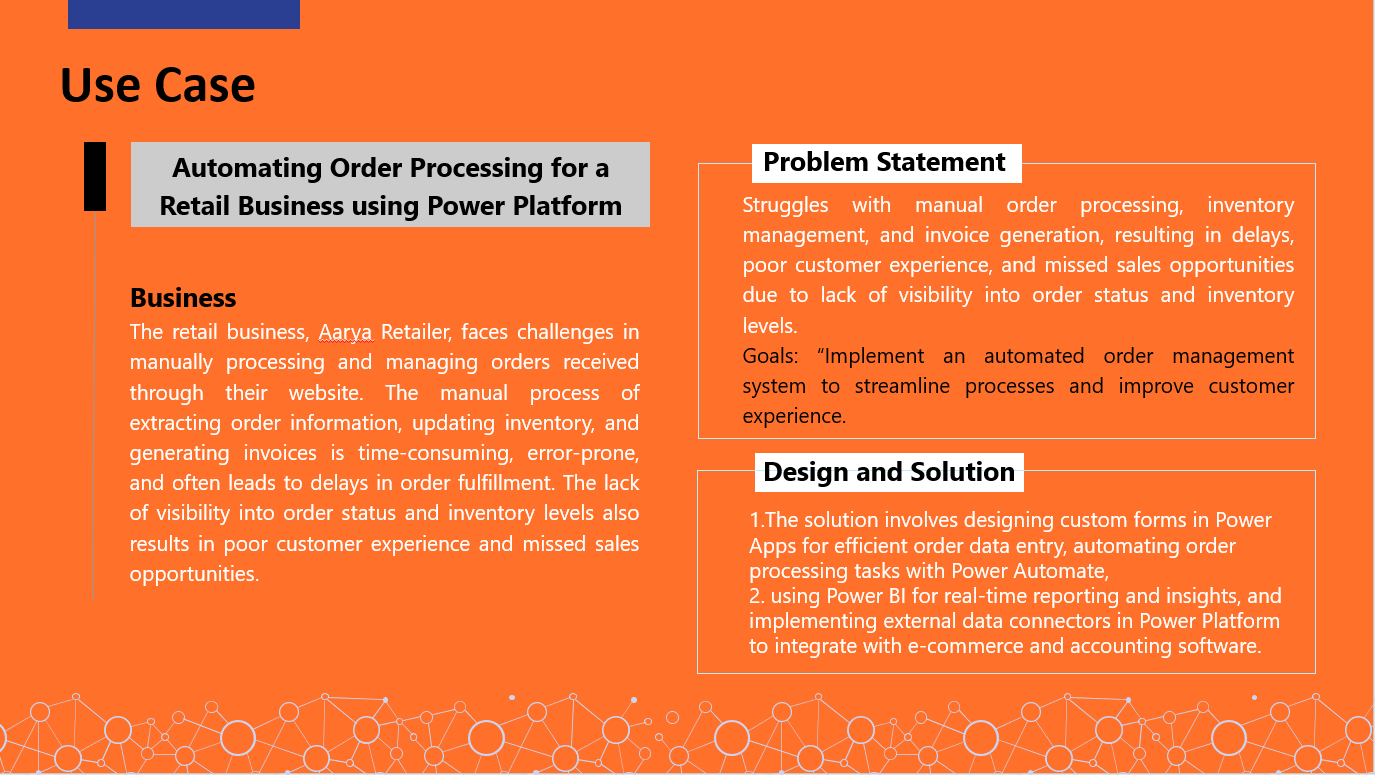 Use Case
Automating Order Processing for a
Retail Business using Power Platform
Business
The retail business, Aarya Retailer, faces challenges in
manually processing and managing orders received
through their website. The manual process of
extracting order information, updating inventory, and
generating invoices is time-consuming, error-prone,
and often leads to delays in order fulfillment. The lack
of visibility into order status and inventory levels also
results in poor customer experience and missed sales
opportunities.
Problem Statement
Struggles with manual order processing, inventory
management, and invoice generation, resulting in delays,
poor customer experience, and missed sales opportunities
due to lack of visibility into order status and inventory
levels.
Goals: “Implement an automated order management
system to streamline processes and improve customer
experience.
Design and Solution
1.The solution involves designing custom forms in Power
Apps for efficient order data entry, automating order
processing tasks with Power Automate,
2. using Power BI for real-time reporting and insights, and
implementing external data connectors in Power Platform
to integrate with e-commerce and accounting software.